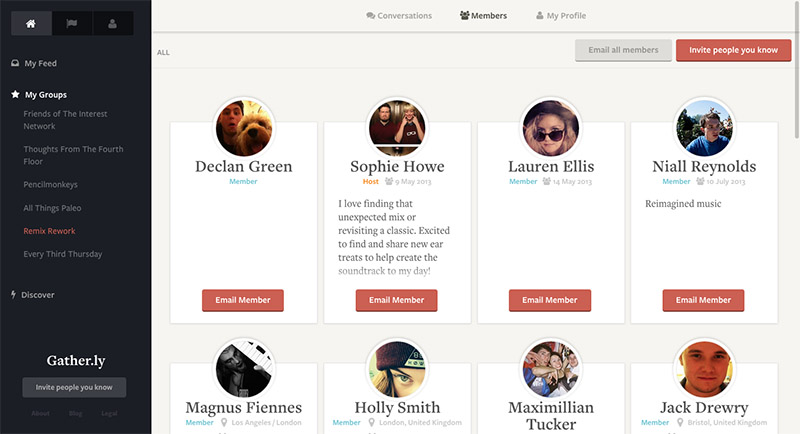 Conversations
Members
My Profile
My Feed
My Groups
Friends of The Interest
Network
Thoughts From The Fourth
Floor
Pencilmonkeys
All Things Paleo
Remix Rework
Every Third Thursday
Discover
Gather.ly
Invite people you know
About Blog Legal
ALL
Email all members
Invite people you know
Declan Green
Member
Email Member
Sophie Howe
Host 9 May 2013
I love finding that
unexpected mix or
revisiting a classic. Excited
to find and share new ear
treats to help create the
soundtrack to my day!
Email Member
Lauren Ellis
Member 14 May 2013
Email Member
Niall Reynolds
Member 10 July 2013
Reimagined music
Email Member
Magnus Fiennes
Member Los Angeles / London
Holly Smith
Member London, United Kingdom
Maximillian
Tucker
Jack Drewry
Member Bristol, United Kingdom